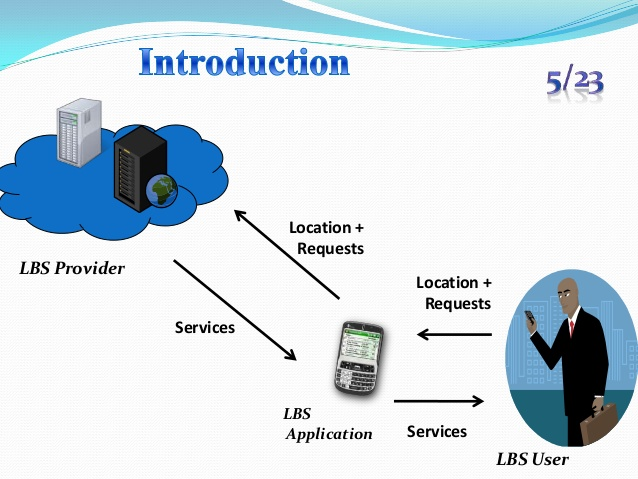 Introduction
5/23
Location +
Requests
LBS Provider
Location +
Requests
Services
LBS
Application
Services
LBS User